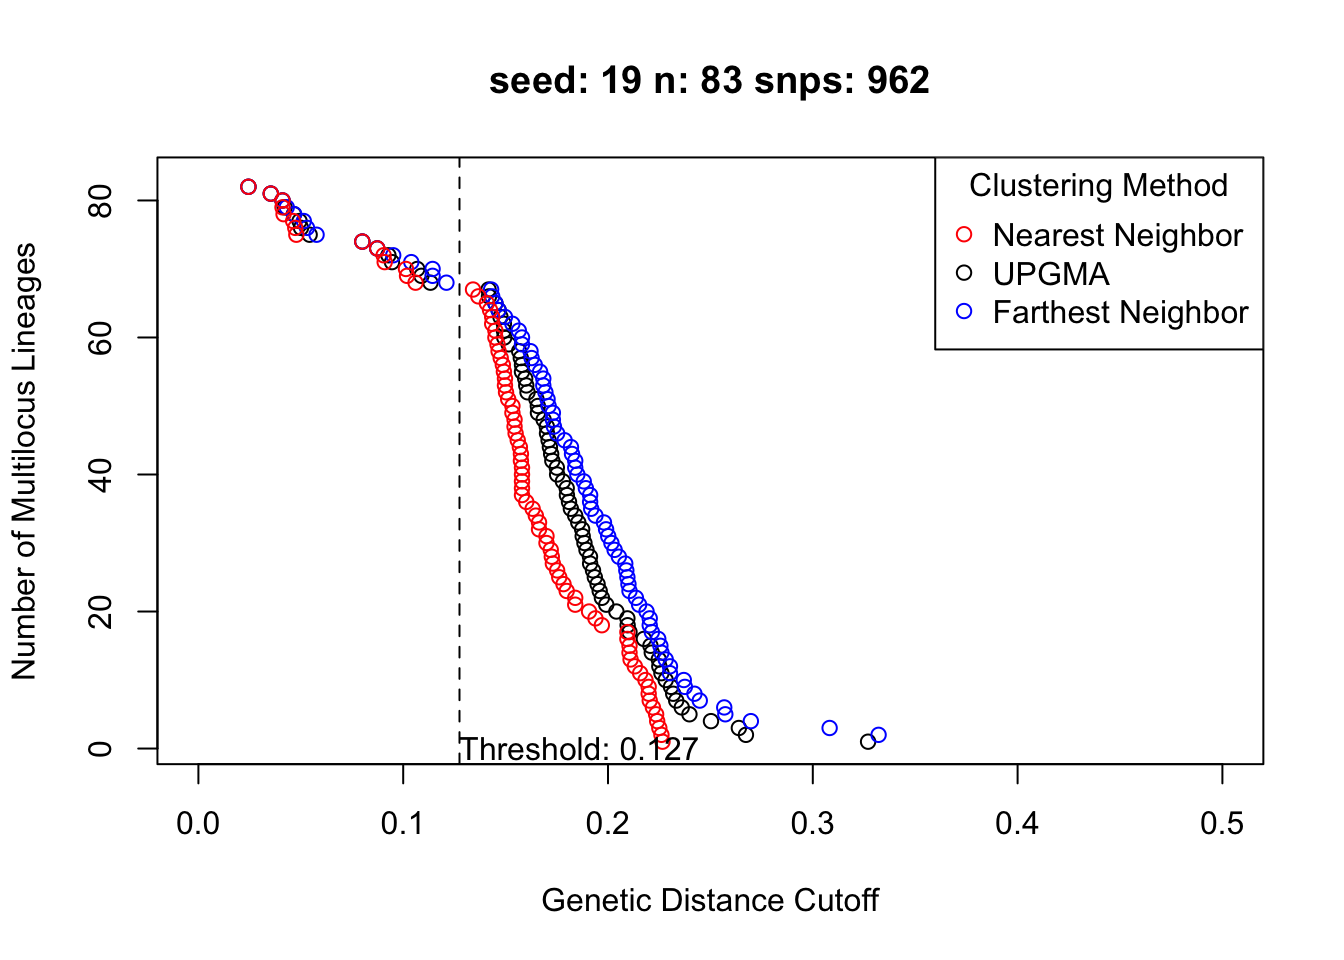 seed: 19 n: 83 snps: 962
Number of Multilocus Lineages
80
60
40
20
0
Clustering Method
Nearest Neighbor
UPGMA
Farthest Neighbor
Threshold: 0.127
0.0 0.1 0.2 0.3 0.4 0.5
Genetic Distance Cutoff